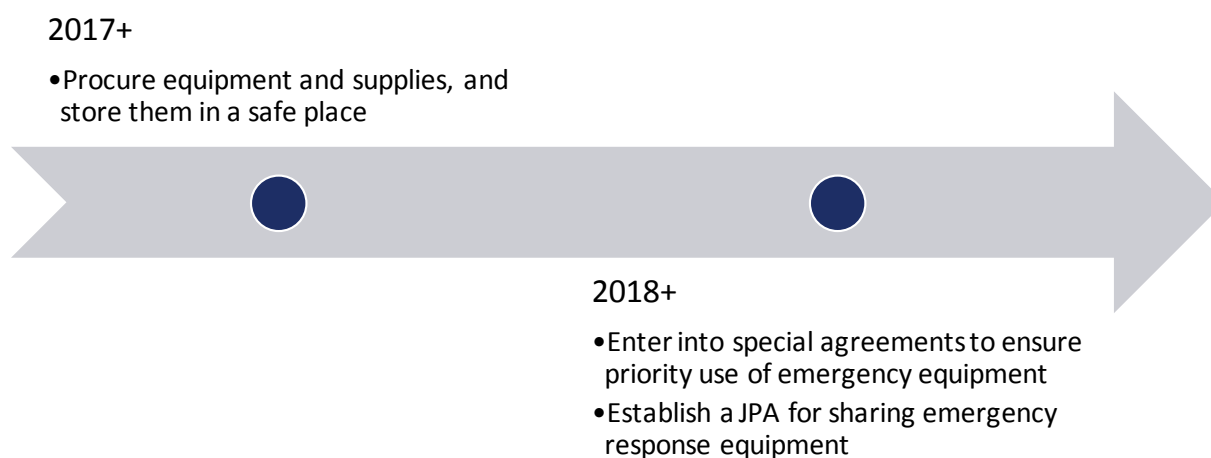 2017+
•Procure equipment and supplies, and
store them in a safe place
2018+
•Enter into special agreements to ensure
priority use of emergency equipment
•Establish a JPA for sharing emergency
response equipment